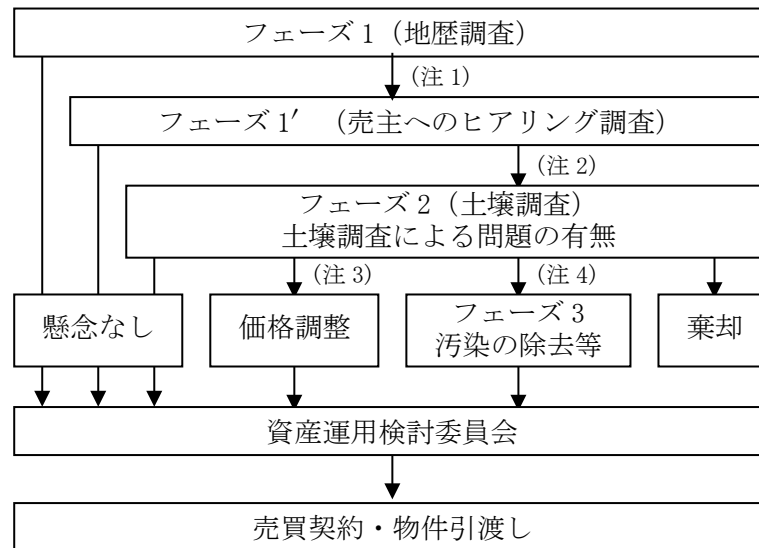 フェーズ1(地歴調査)
(注1)
フェーズ1′ (売主へのヒアリング調査)
(注2)
フェーズ2(土壌調査)
土壌調査による問題の有無
(注3)
(注4)
懸念なし
価格調整
フェーズ3
汚染の除去等
棄却
資産運用検討委員会
売買契約・物件引渡し